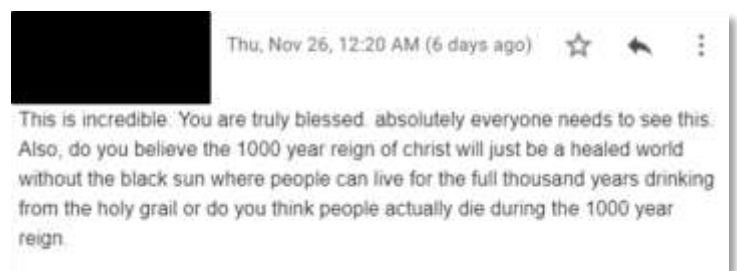 Thu, Nov 26, 12:20 AM (6 days ago)
This is incredible. You are truly blessed. absolutely everyone needs to see this.
Also, do you believe the 1000 year reign of christ will just be a healed world
without the black sun where people can live for the full thousand years drinking
from the holy grail or do you think people actually die during the 1000 year
reign.